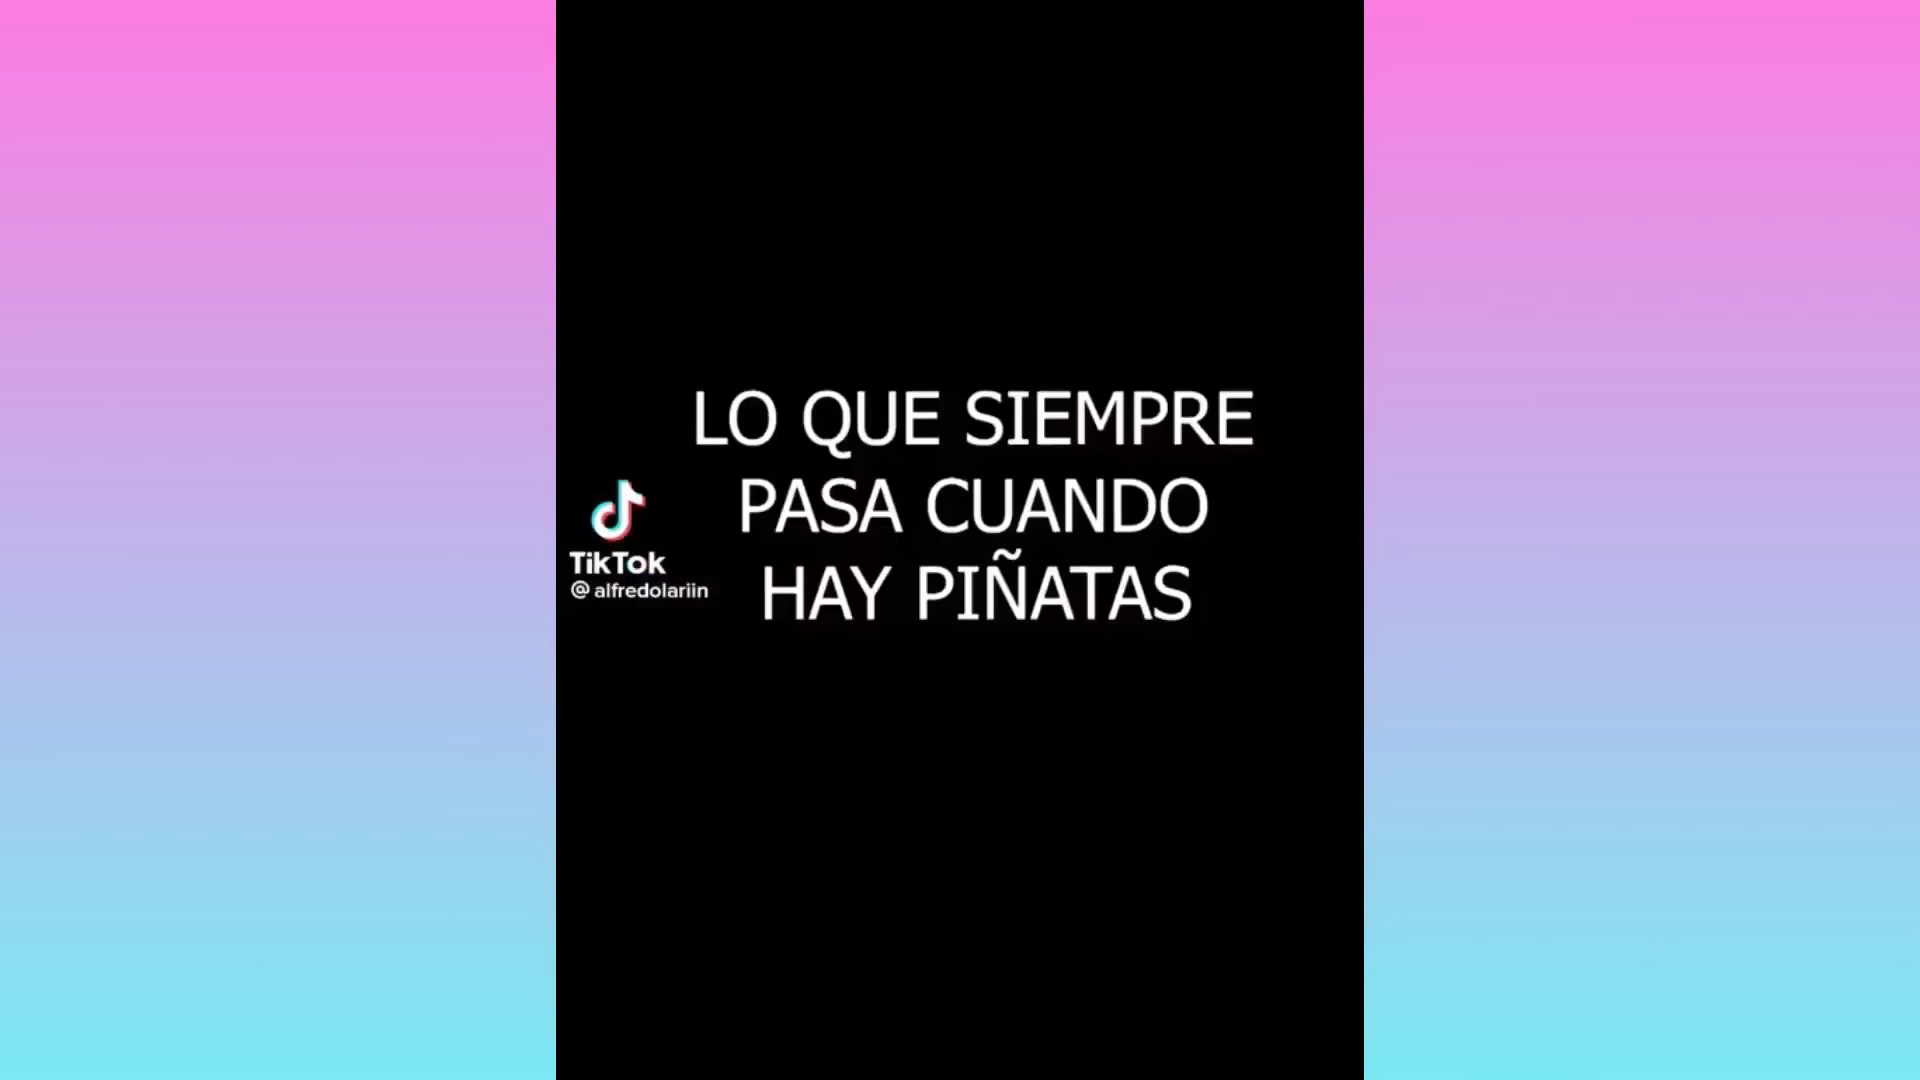 LO QUE SIEMPRE
PASA CUANDO
HAY PIÑATAS
TikTok
@alfredolariin